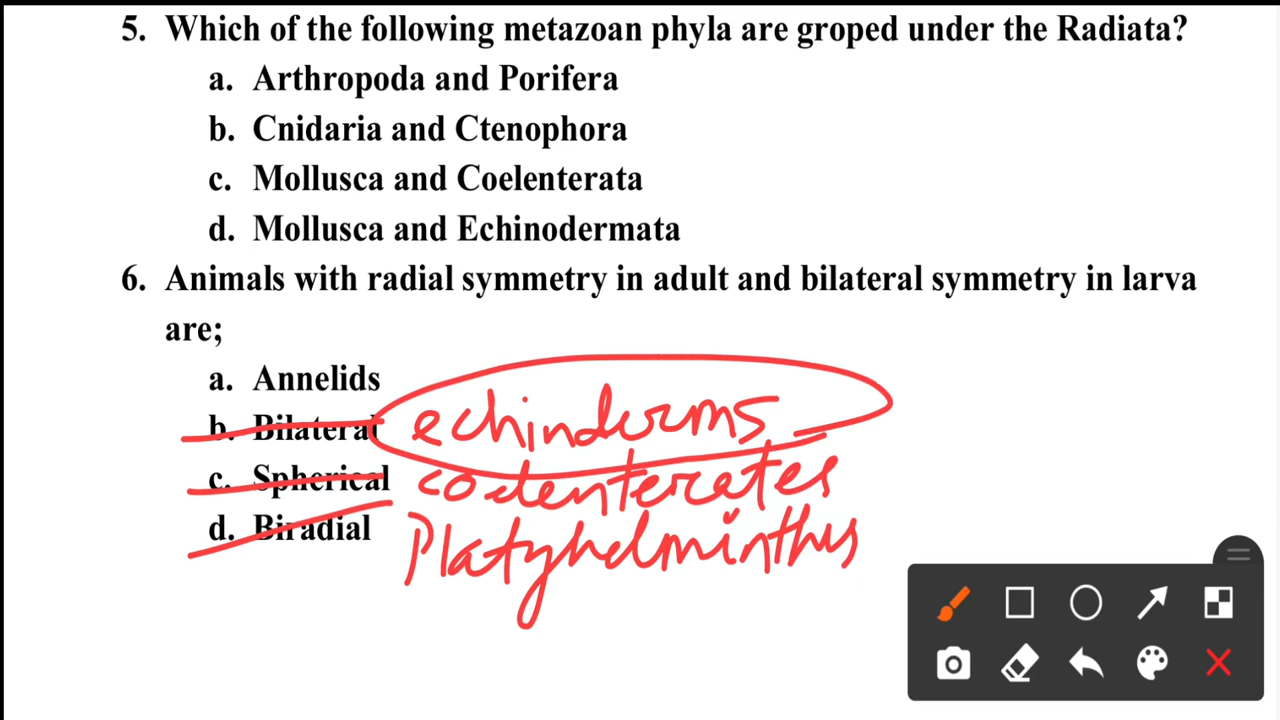 5. Which of the following metazoan phyla are groped under the Radiata?
a. Arthropoda and Porifera
b. Cnidaria and Ctenophora
c. Mollusca and Coelenterata
d. Mollusca and Echinodermata
6. Animals with radial symmetry in adult and bilateral symmetry in larva
are;
a. Annelids
b. Bilateral echinderms
c. Spherical coelenterates
d. Biradial Platyhelminthys